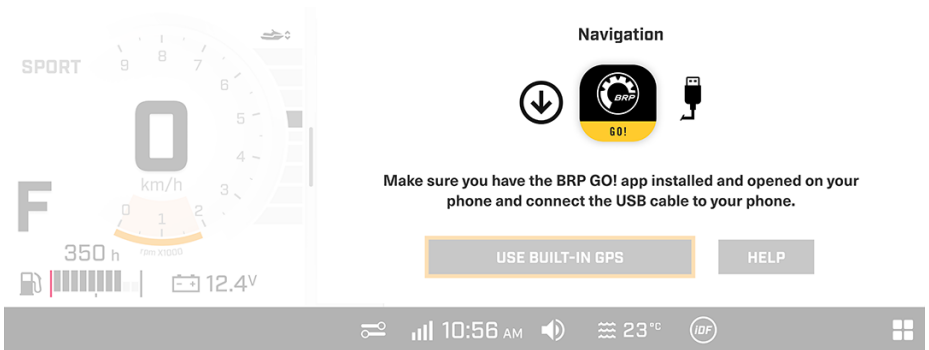 Navigation
SPORT
9
8
7
6
5
4
3
2
1
0
0
km/h
rpm X1000
F
350 h
12.4V
BRP
GO!
Make sure you have the BRP GO! app installed and opened on your
phone and connect the USB cable to your phone.
USE BUILT-IN GPS
HELP
10:56 AM
23°C
iDF